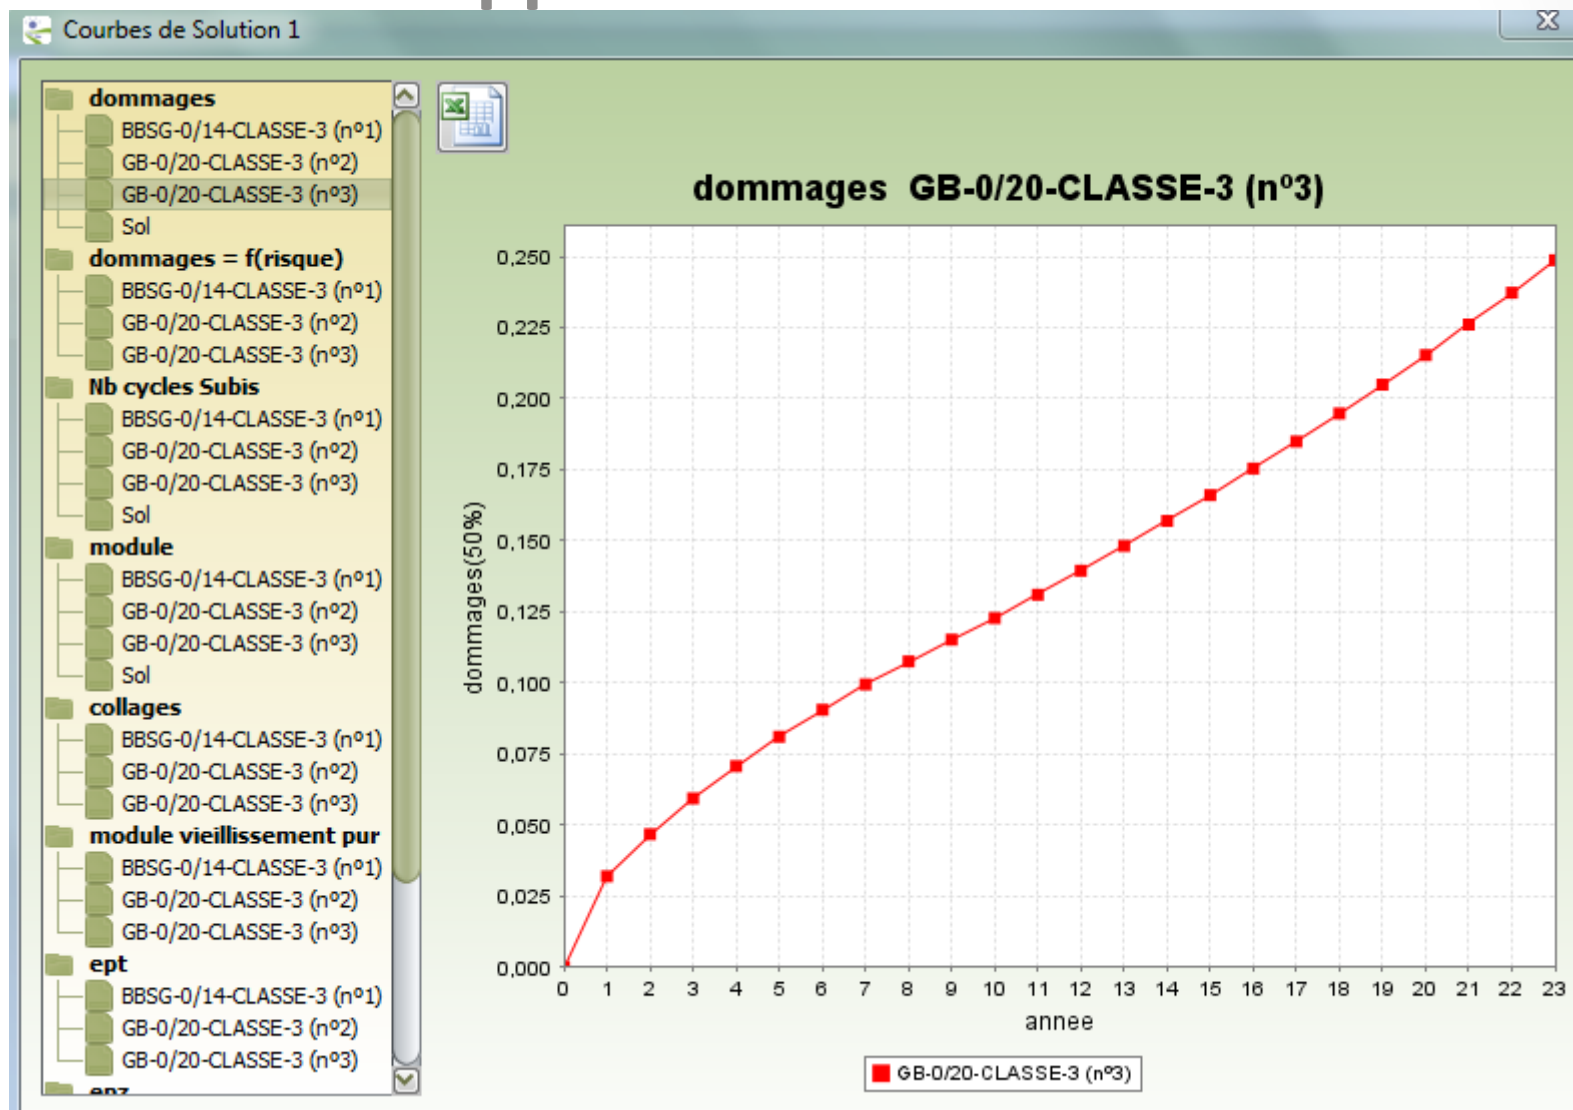 Courbes de Solution 1
dommages
BBSG-0/14-CLASSE-3 (nº1)
GB-0/20-CLASSE-3 (nº2)
GB-0/20-CLASSE-3 (nº3)
Sol
dommages = f(risque)
BBSG-0/14-CLASSE-3 (nº1)
GB-0/20-CLASSE-3 (nº2)
GB-0/20-CLASSE-3 (nº3)
Nb cycles Subis
BBSG-0/14-CLASSE-3 (nº1)
GB-0/20-CLASSE-3 (nº2)
GB-0/20-CLASSE-3 (nº3)
Sol
module
BBSG-0/14-CLASSE-3 (nº1)
GB-0/20-CLASSE-3 (nº2)
GB-0/20-CLASSE-3 (nº3)
Sol
collages
BBSG-0/14-CLASSE-3 (nº1)
GB-0/20-CLASSE-3 (nº2)
GB-0/20-CLASSE-3 (nº3)
module vieillissement pur
BBSG-0/14-CLASSE-3 (nº1)
GB-0/20-CLASSE-3 (nº2)
GB-0/20-CLASSE-3 (nº3)
ept
BBSG-0/14-CLASSE-3 (nº1)
GB-0/20-CLASSE-3 (nº2)
GB-0/20-CLASSE-3 (nº3)
epz
dommages GB-0/20-CLASSE-3 (nº3)
dommages(50%)
0,250
0,225
0,200
0,175
0,150
0,125
0,100
0,075
0,050
0,025
0,000
0 1 2 3 4 5 6 7 8 9 10 11 12 13 14 15 16 17 18 19 20 21 22 23
annee
GB-0/20-CLASSE-3 (nº3)